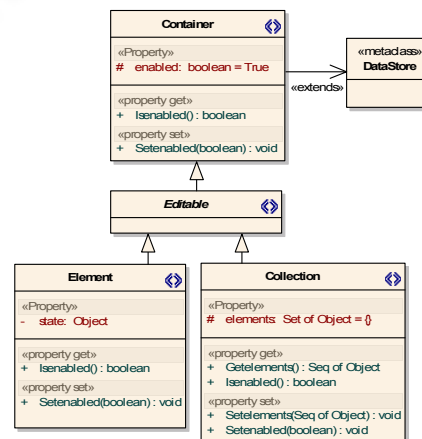 Container
«Property»
# enabled: boolean = True
«property get»
+ Isenabled() : boolean
«property set»
+ Setenabled(boolean) : void
«extends»
«metaclass»
DataStore
Editable
Element
«Property»
- state: Object
«property get»
+ Isenabled() : boolean
«property set»
+ Setenabled(boolean) : void
Collection
«Property»
# elements: Set of Object = {}
«property get»
+ Getelements() : Seq of Object
+ Isenabled() : boolean
«property set»
+ Setelements(Seq of Object) : void
+ Setenabled(boolean) : void